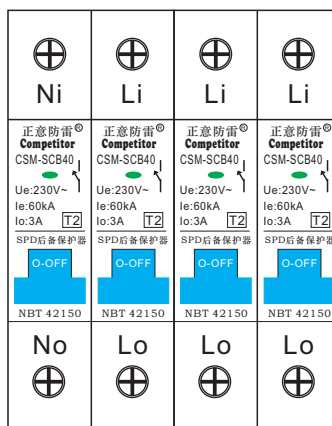 Ni Li Li Li
正意防雷® 正意防雷® 正意防雷® 正意防雷®
Competitor Competitor Competitor Competitor
CSM-SCB40 CSM-SCB40 CSM-SCB40 CSM-SCB40
Ue:230V~ Ue:230V~ Ue:230V~ Ue:230V~
Ie:60kA Ie:60kA Ie:60kA Ie:60kA
Io:3A T2 Io:3A T2 Io:3A T2 Io:3A T2
SPD后备保护器 SPD后备保护器 SPD后备保护器 SPD后备保护器
O-OFF O-OFF O-OFF O-OFF
NBT 42150 NBT 42150 NBT 42150 NBT 42150
No Lo Lo Lo